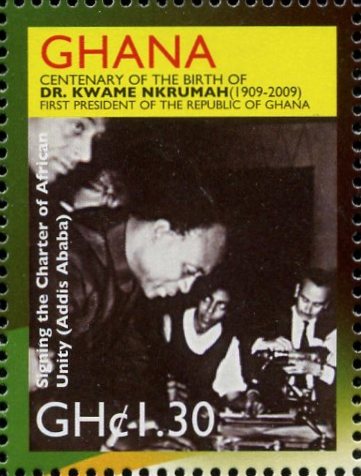 GHANA
CENTENARY OF THE BIRTH OF
DR. KWAME NKRUMAH(1909-2009)
FIRST PRESIDENT OF THE REPUBLIC OF GHANA
Signing the Charter of African
Unity (Addis Ababa)
GH¢1.30